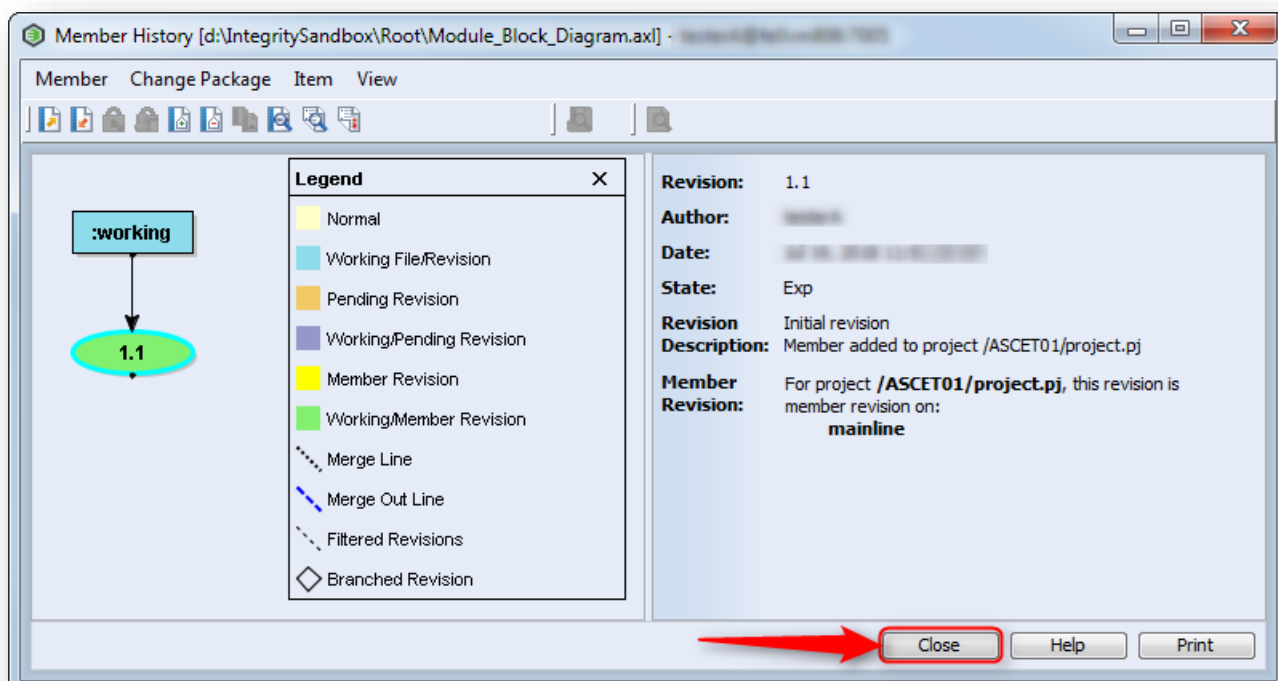 Member History [d:\IntegritySandbox\Root\Module_Block_Diagram.axl] -
Member Change Package Item View
:working
1.1
Legend X
Normal
Working File/Revision
Pending Revision
Working/Pending Revision
Member Revision
Working/Member Revision
Merge Line
Merge Out Line
Filtered Revisions
Branched Revision
Revision: 1.1
Author:
Date:
State: Exp
Revision Initial revision
Description: Member added to project /ASCET01/project.pj
Member For project /ASCET01/project.pj, this revision is
Revision: member revision on:
mainline
Close Help Print